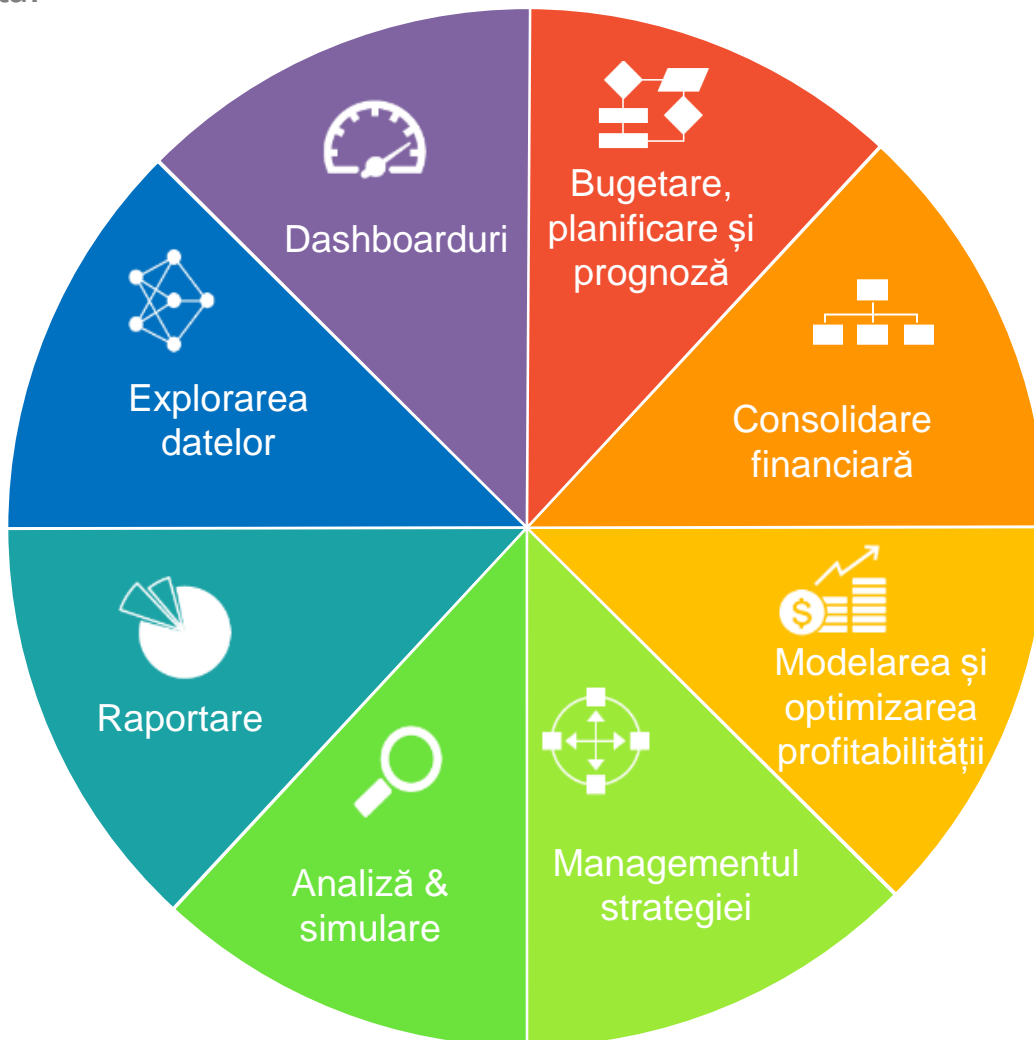 Dashboarduri
Bugetare,
planificare și
prognoză
Consolidare
financiară
Modelarea și
optimizarea
profitabilității
Managementul
strategiei
Analiză &
simulare
Raportare
Explorarea
datelor
$